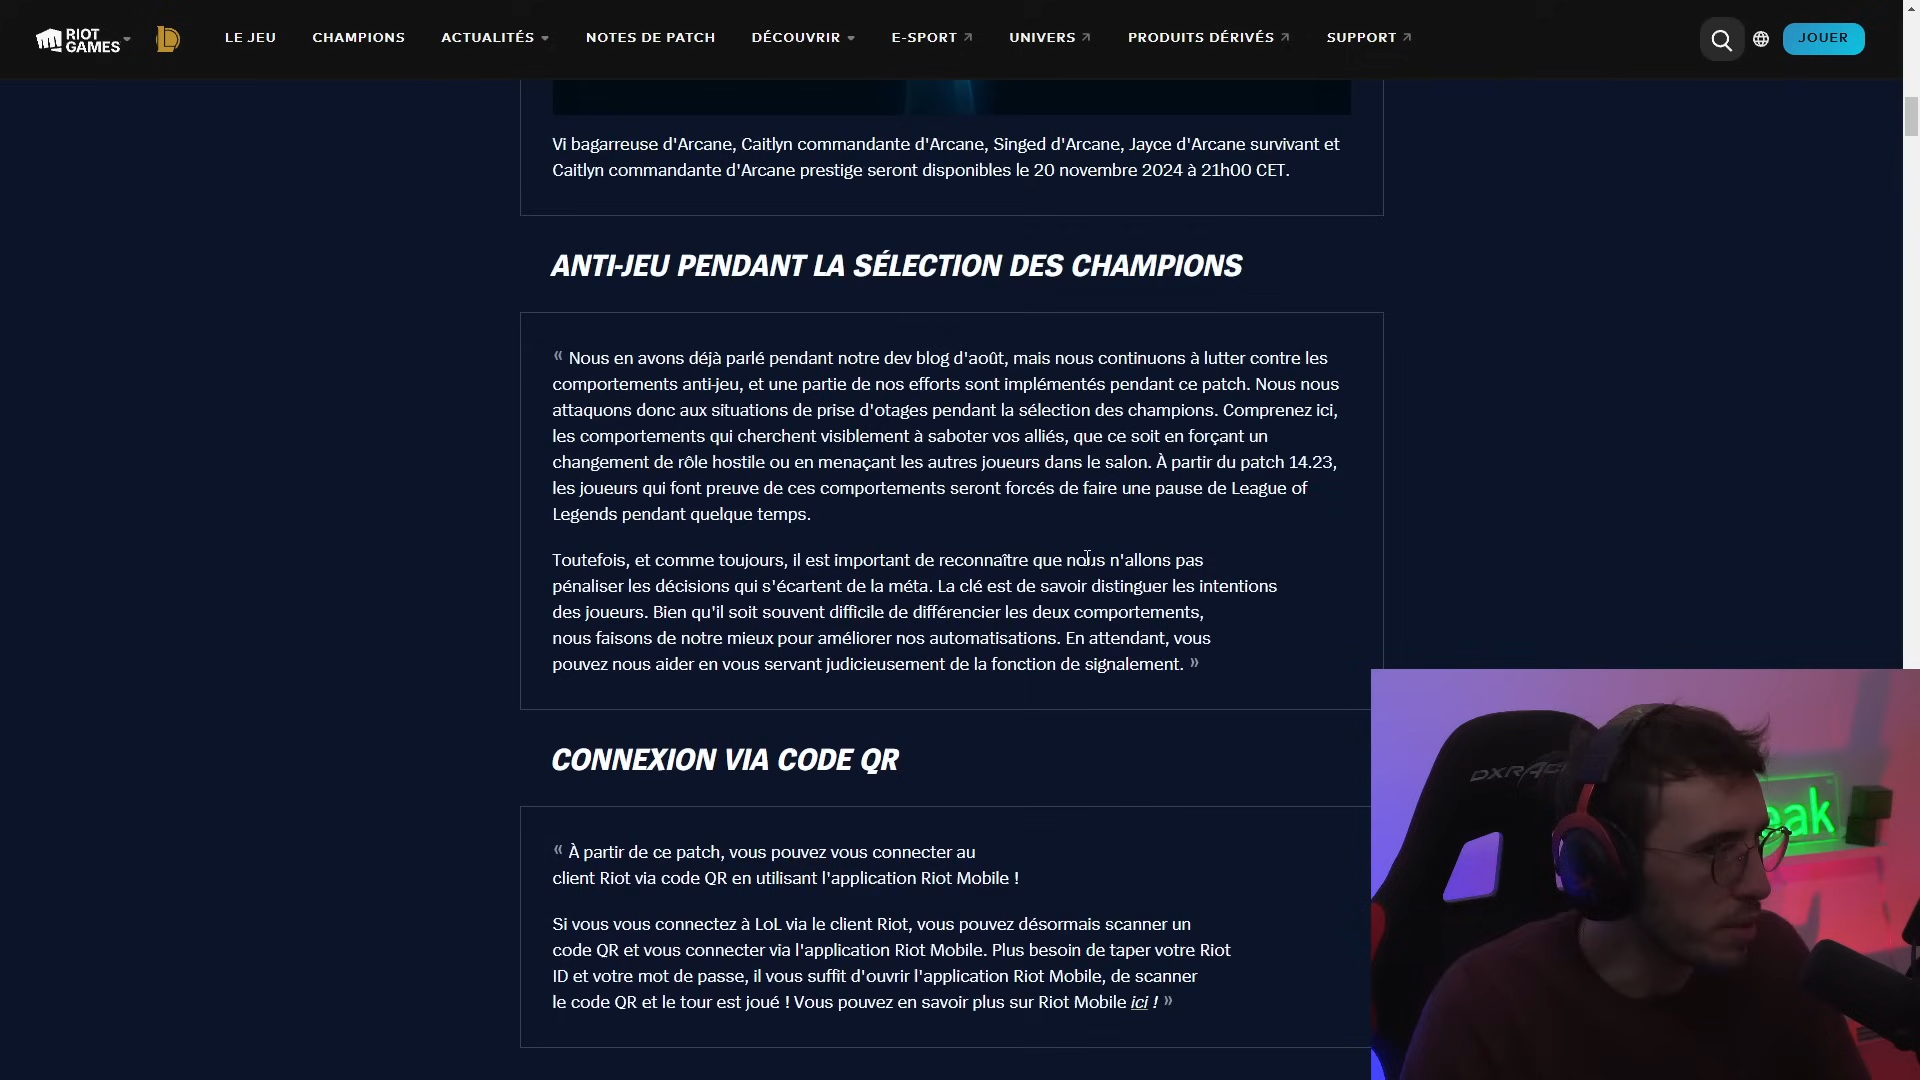 RIOT GAMES
LE JEU
CHAMPIONS
ACTUALITÉS
NOTES DE PATCH
DÉCOUVRIR
E-SPORT
UNIVERS
PRODUITS DÉRIVÉS
SUPPORT
JOUER
Vi bagarreuse d'Arcane, Caitlyn commandante d'Arcane, Singed d'Arcane, Jayce d'Arcane survivant et
Caitlyn commandante d'Arcane prestige seront disponibles le 20 novembre 2024 à 21h00 CET.
ANTI-JEU PENDANT LA SÉLECTION DES CHAMPIONS
« Nous en avons déjà parlé pendant notre dev blog d'août, mais nous continuons à lutter contre les
comportements anti-jeu, et une partie de nos efforts sont implémentés pendant ce patch. Nous nous
attaquons donc aux situations de prise d'otages pendant la sélection des champions. Comprenez ici,
les comportements qui cherchent visiblement à saboter vos alliés, que ce soit en forçant un
changement de rôle hostile ou en menaçant les autres joueurs dans le salon. À partir du patch 14.23,
les joueurs qui font preuve de ces comportements seront forcés de faire une pause de League of
Legends pendant quelque temps.
Toutefois, et comme toujours, il est important de reconnaître que nous n'allons pas
pénaliser les décisions qui s'écartent de la méta. La clé est de savoir distinguer les intentions
des joueurs. Bien qu'il soit souvent difficile de différencier les deux comportements,
nous faisons de notre mieux pour améliorer nos automatisations. En attendant, vous
pouvez nous aider en vous servant judicieusement de la fonction de signalement. »
CONNEXION VIA CODE QR
« À partir de ce patch, vous pouvez vous connecter au
client Riot via code QR en utilisant l'application Riot Mobile !
Si vous vous connectez à LoL via le client Riot, vous pouvez désormais scanner un
code QR et vous connecter via l'application Riot Mobile. Plus besoin de taper votre Riot
ID et votre mot de passe, il vous suffit d'ouvrir l'application Riot Mobile, de scanner
le code QR et le tour est joué ! Vous pouvez en savoir plus sur Riot Mobile ici ! »
eak